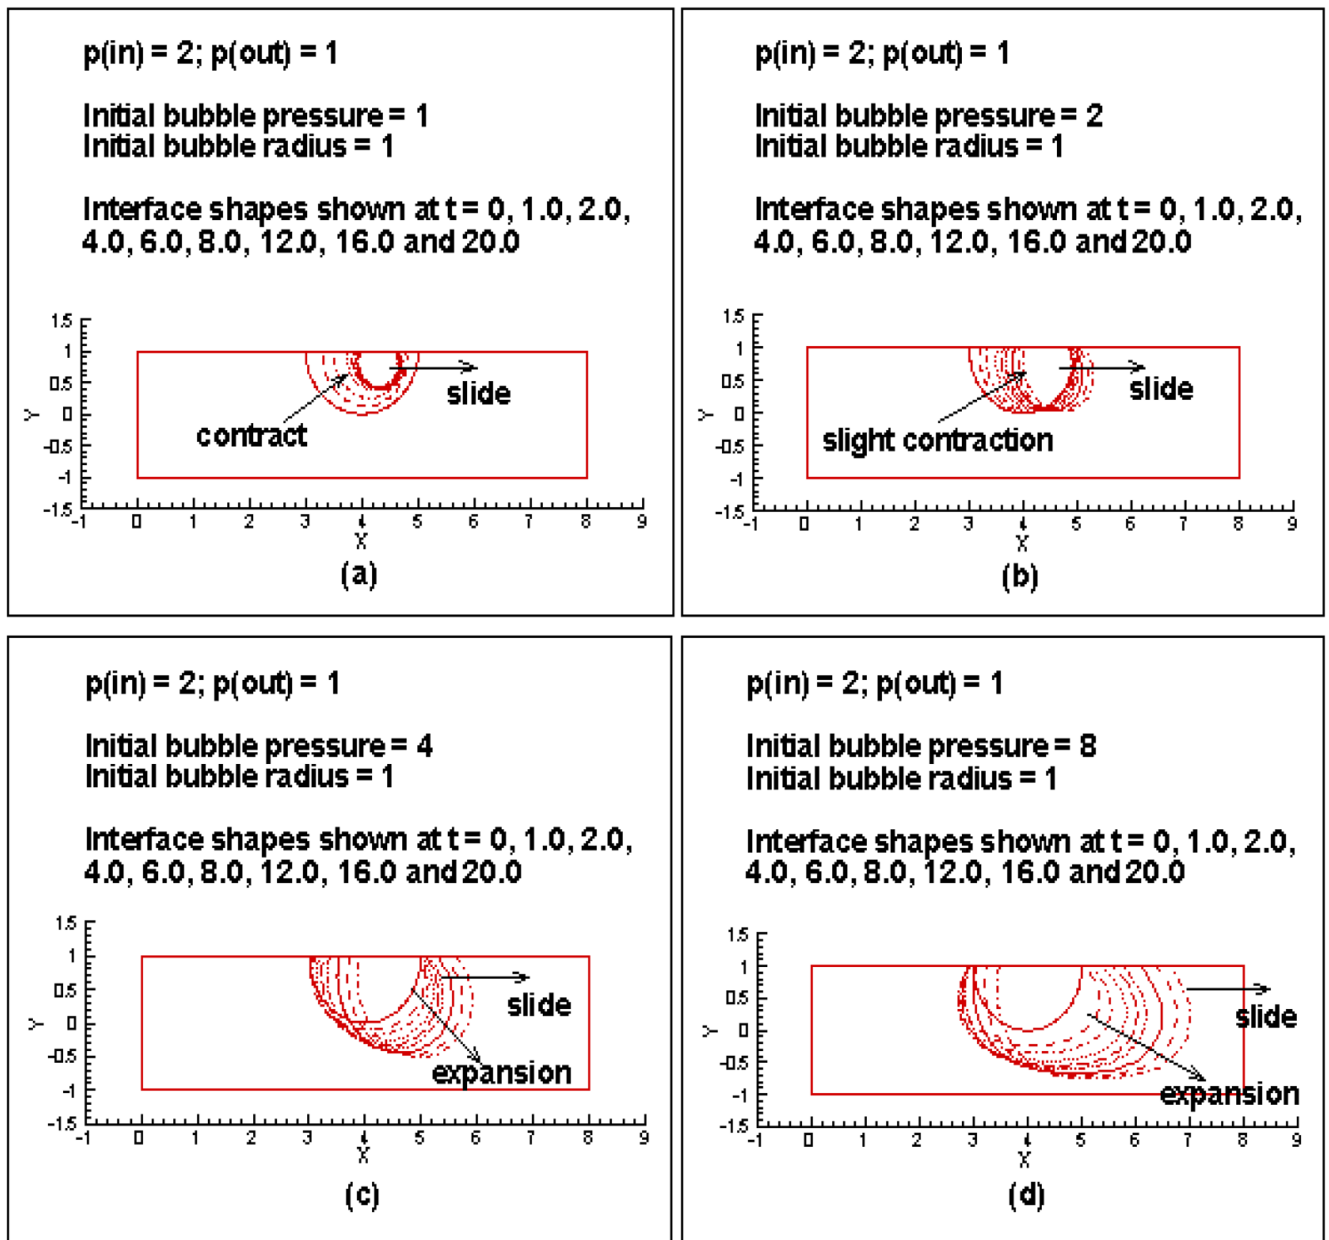 p(in) = 2; p(out) = 1
Initial bubble pressure = 1
Initial bubble radius = 1
Interface shapes shown at t = 0, 1.0, 2.0,
4.0, 6.0, 8.0, 12.0, 16.0 and 20.0
1.5
1
0.5
0
-0.5
-1
-1.5
Y
slide
contract
-1 0 1 2 3 4 5 6 7 8 9
X
(a)
p(in) = 2; p(out) = 1
Initial bubble pressure = 2
Initial bubble radius = 1
Interface shapes shown at t = 0, 1.0, 2.0,
4.0, 6.0, 8.0, 12.0, 16.0 and 20.0
1.5
1
0.5
0
-0.5
-1
-1.5
Y
slide
slight contraction
-1 0 1 2 3 4 5 6 7 8 9
X
(b)
p(in) = 2; p(out) = 1
Initial bubble pressure = 4
Initial bubble radius = 1
Interface shapes shown at t = 0, 1.0, 2.0,
4.0, 6.0, 8.0, 12.0, 16.0 and 20.0
1.5
1
0.5
0
-0.5
-1
-1.5
Y
slide
expansion
-1 0 1 2 3 4 5 6 7 8 9
X
(c)
p(in) = 2; p(out) = 1
Initial bubble pressure = 8
Initial bubble radius = 1
Interface shapes shown at t = 0, 1.0, 2.0,
4.0, 6.0, 8.0, 12.0, 16.0 and 20.0
1.5
1
0.5
0
-0.5
-1
-1.5
Y
slide
expansion
-1 0 1 2 3 4 5 6 7 8 9
X
(d)